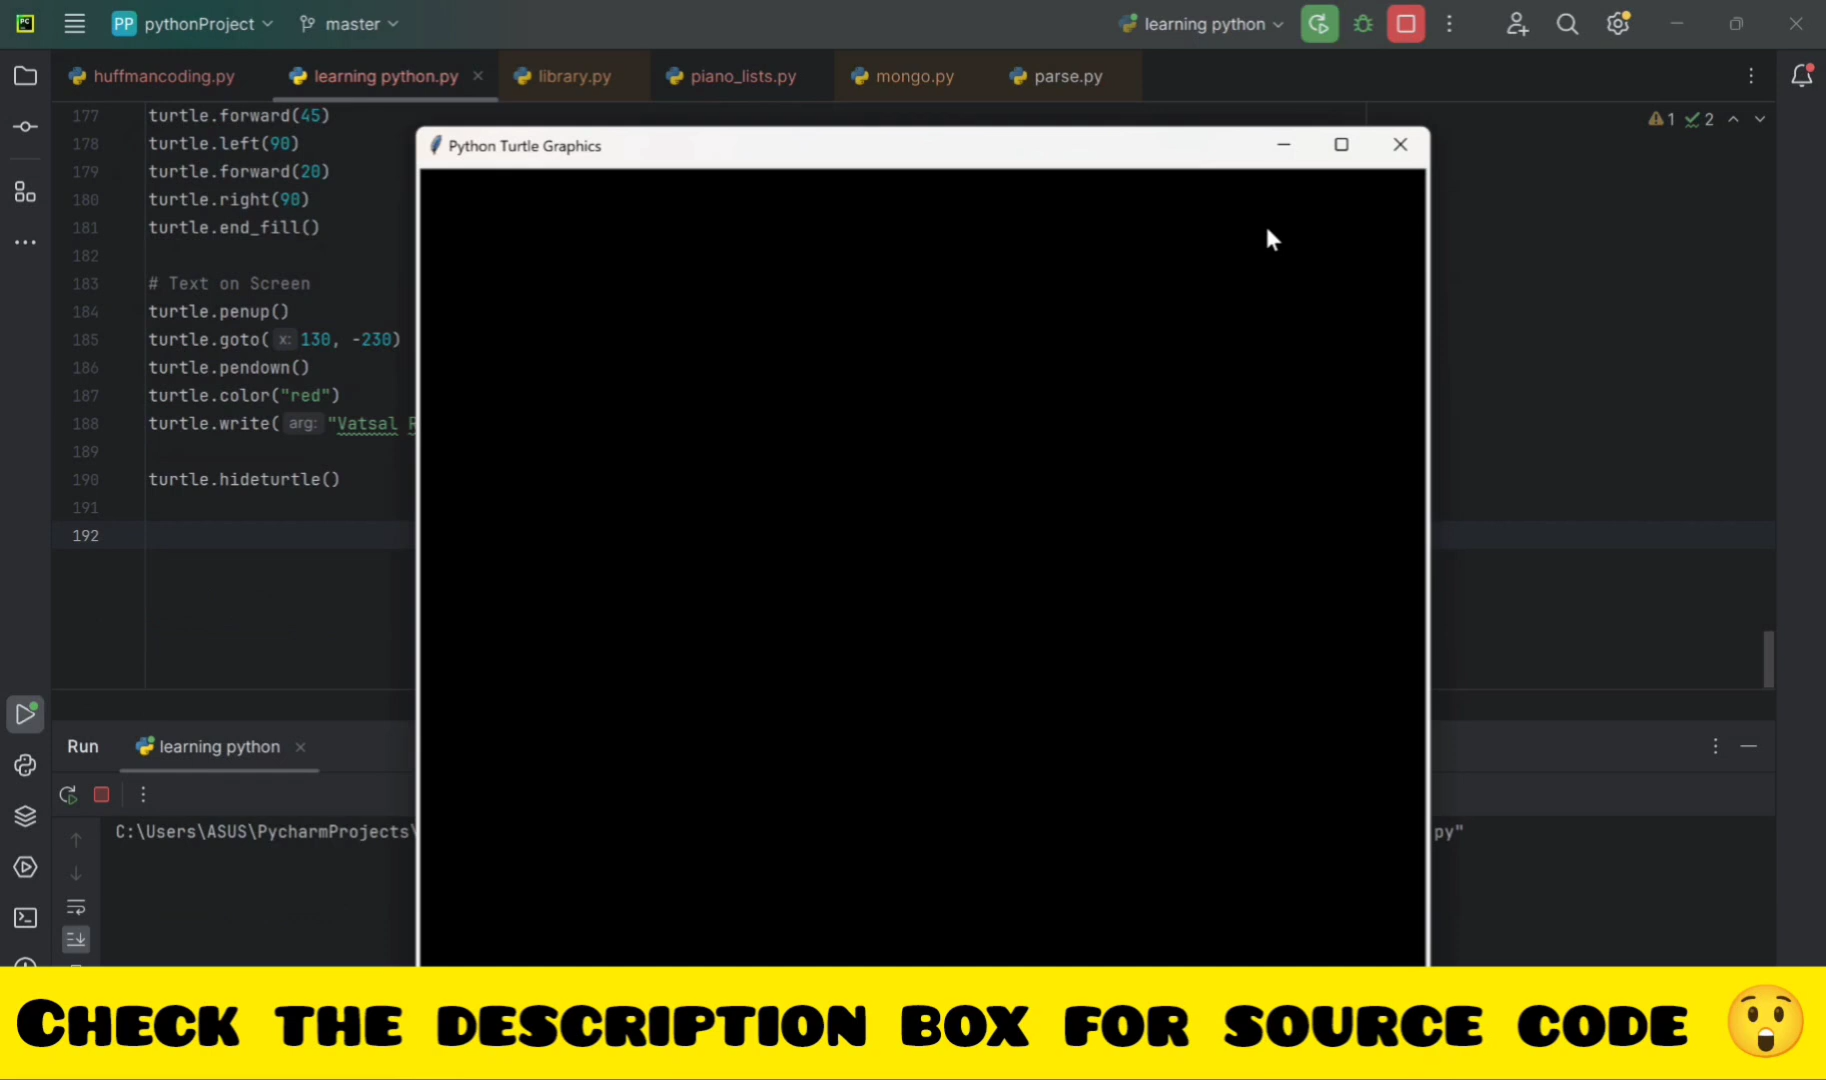 PC PP pythonProject master learning python
huffmancoding.py learning python.py library.py piano_lists.py mongo.py parse.py
177 turtle.forward(45)
178 turtle.left(90)
179 turtle.forward(20)
180 turtle.right(90)
181 turtle.end_fill()
182
183 # Text on Screen
184 turtle.penup()
185 turtle.goto( x: 130, -230)
186 turtle.pendown()
187 turtle.color("red")
188 turtle.write( arg: "Vatsal R
189
190 turtle.hideturtle()
191
192
1 2
Python Turtle Graphics
Run learning python
C:\Users\ASUS\PycharmProjects\
py"
Check the description box for source code